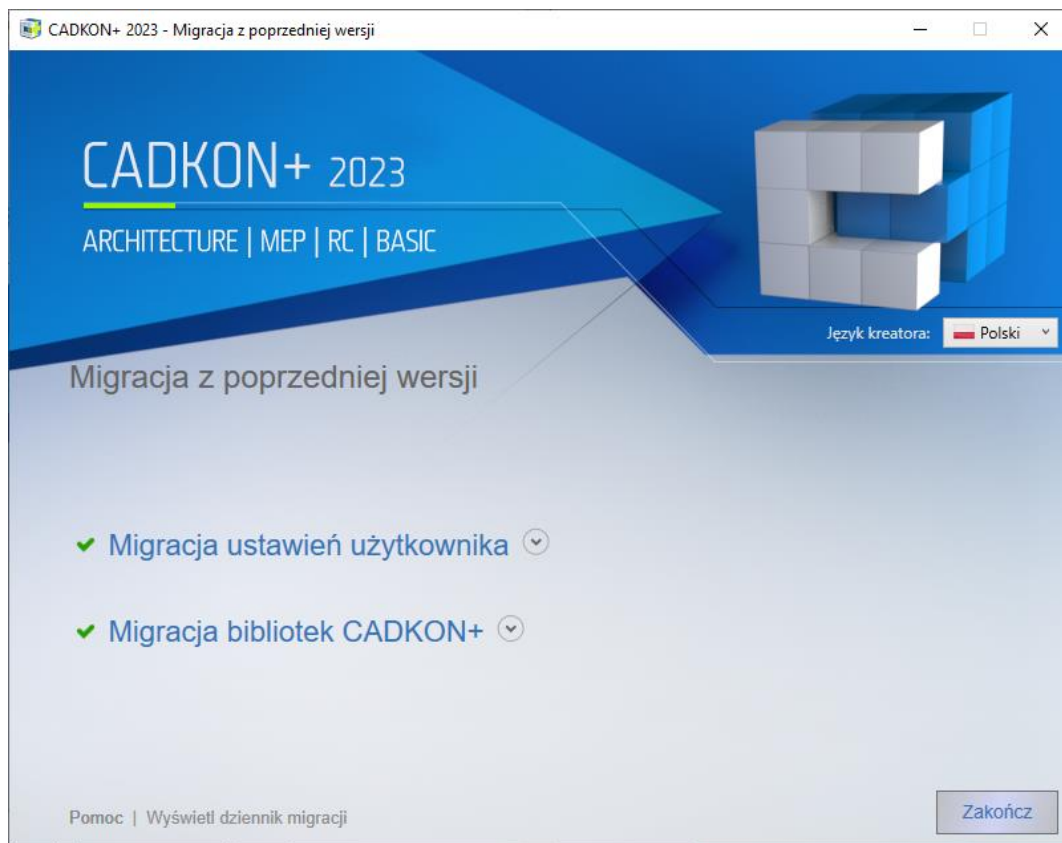 CADKON+ 2023 - Migracja z poprzedniej wersji
CADKON+ 2023
ARCHITECTURE | MEP | RC | BASIC
Język kreatora: Polski
Migracja z poprzedniej wersji
Migracja ustawień użytkownika
Migracja bibliotek CADKON+
Pomoc | Wyświetl dziennik migracji
Zakończ